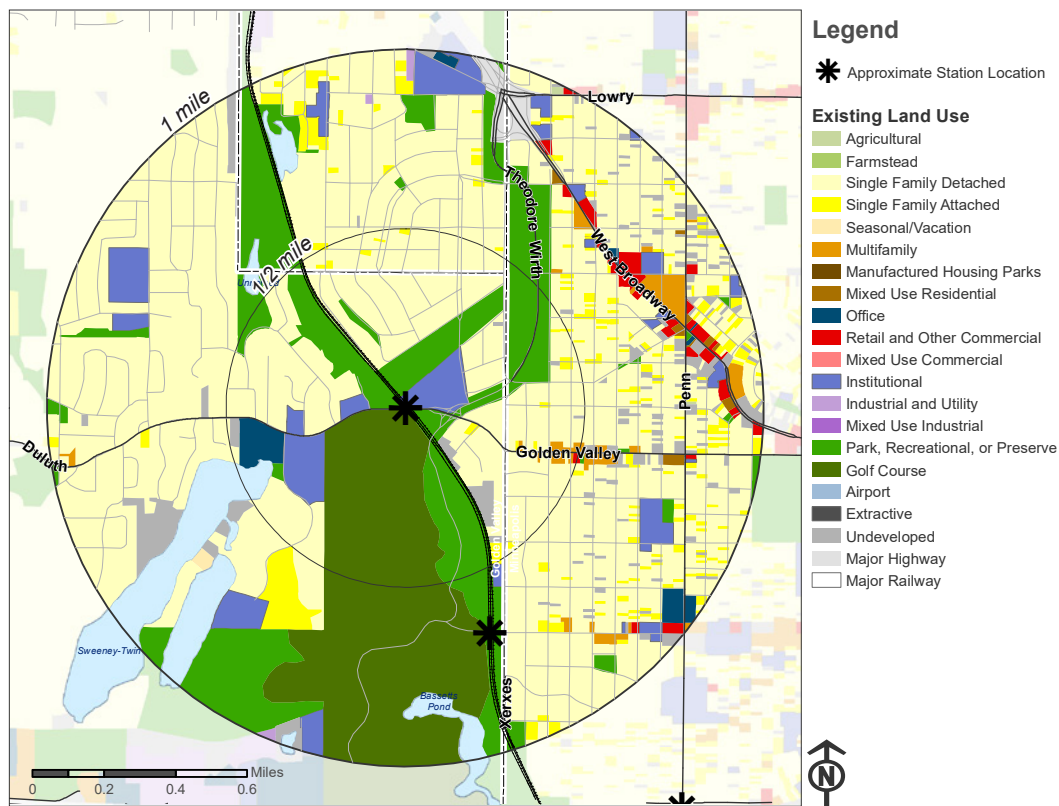 Legend
Approximate Station Location
Existing Land Use
Agricultural
Farmstead
Single Family Detached
Single Family Attached
Seasonal/Vacation
Multifamily
Manufactured Housing Parks
Mixed Use Residential
Office
Retail and Other Commercial
Mixed Use Commercial
Institutional
Industrial and Utility
Mixed Use Industrial
Park, Recreational, or Preserve
Golf Course
Airport
Extractive
Undeveloped
Major Highway
Major Railway
N
1 mile
1/2 mile
Lowry
Theodore Wirth
West Broadway
Penn
Duluth
Golden Valley
Sweeney-Twin
Bassetts
Pond
Xerxes
Miles
0 0.2 0.4 0.6